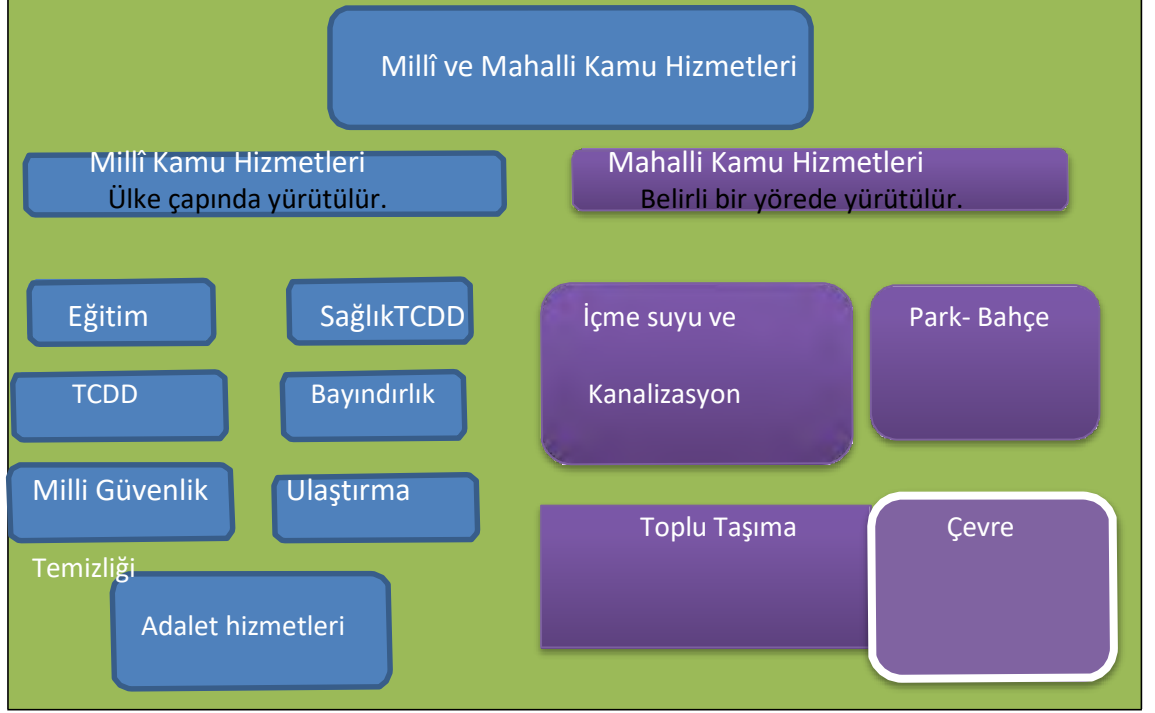 Millî ve Mahalli Kamu Hizmetleri
Millî Kamu Hizmetleri
Ülke çapında yürütülür.
Mahalli Kamu Hizmetleri
Belirli bir yörede yürütülür.
Eğitim
SağlıkTCDD
İçme suyu ve
Park- Bahçe
TCDD
Bayındırlık
Kanalizasyon
Milli Güvenlik
Ulaştırma
Toplu Taşıma
Çevre
Temizliği
Adalet hizmetleri